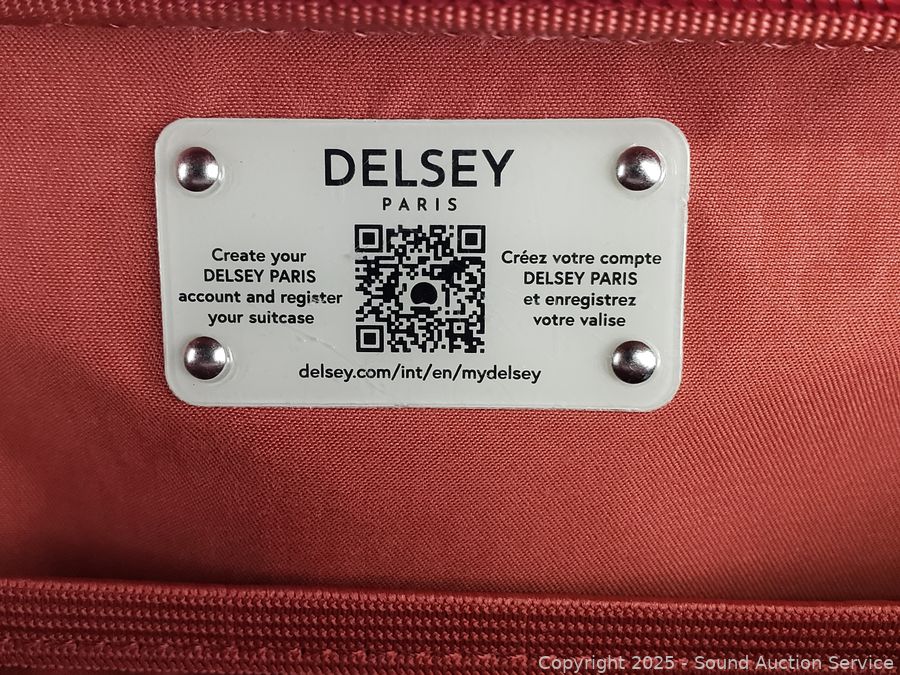 DELSEY
PARIS
Create your
DELSEY PARIS
account and register
your suitcase
Créez votre compte
DELSEY PARIS
et enregistrez
votre valise
delsey.com/int/en/mydelsey
Copyright 2025 - Sound Auction Service